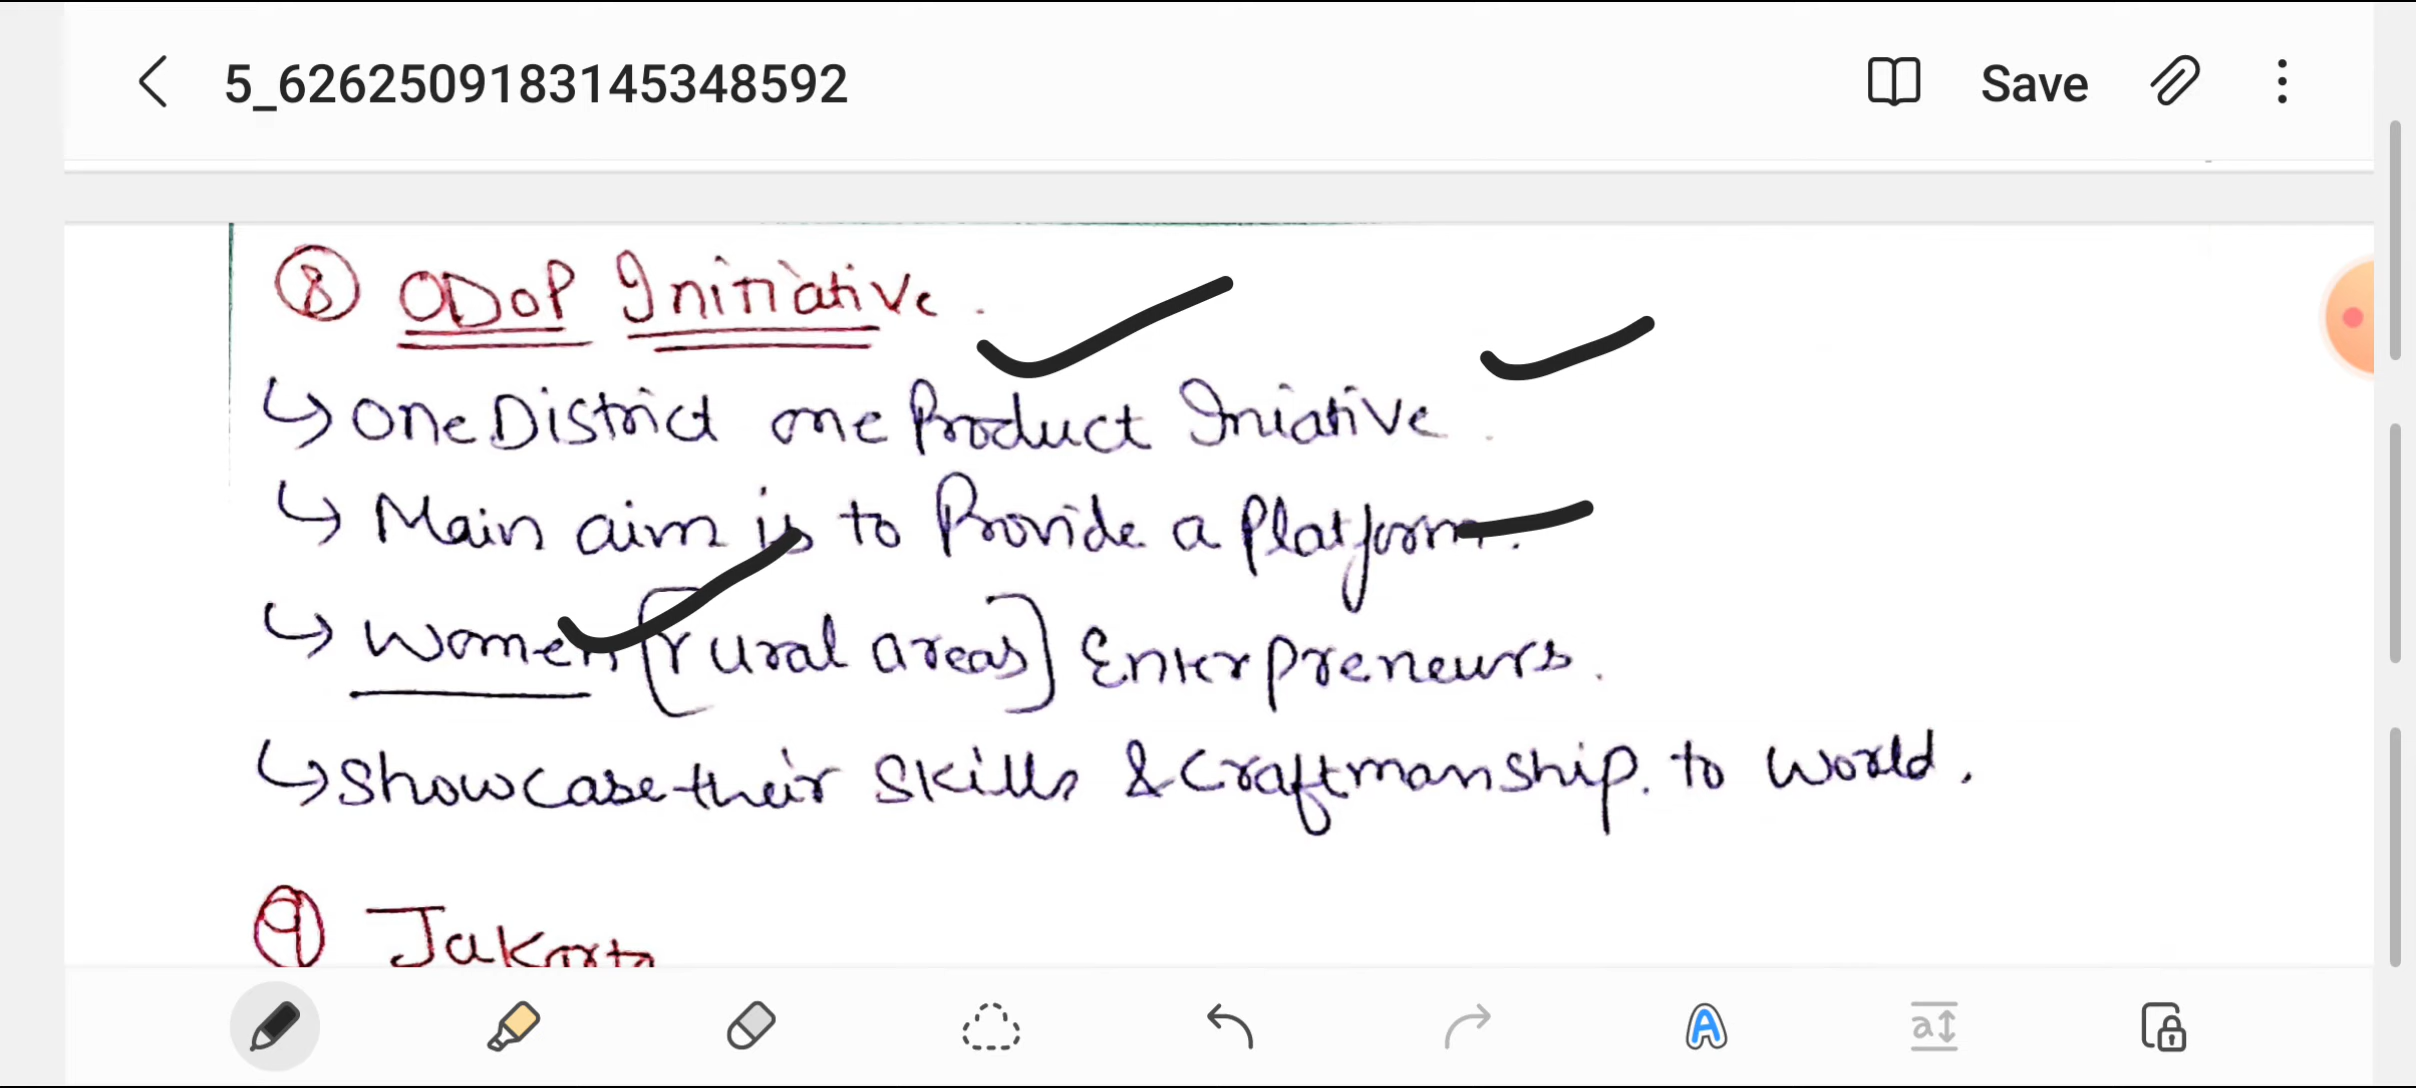 5_6262509183145348592
Save
8 ODOP Initiative.
↳ One District one Product Iniative.
↳ Main aim is to Provide a Platform.
↳ Women [rural areas] Enterpreneurs.
↳ Showcase their Skills & Craftmanship. to World.
9 Jakarta
A
a